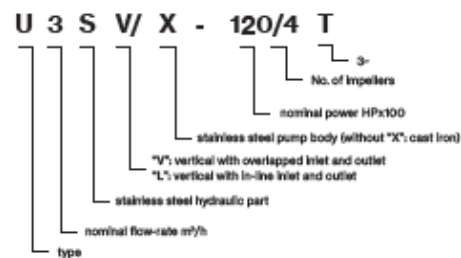 U 3 S V/ X - 120/4 T
3~
No. of impellers
nominal power HPx100
stainless steel pump body (without "X": cast iron)
"V": vertical with overlapped inlet and outlet
"L": vertical with in-line inlet and outlet
stainless steel hydraulic part
nominal flow-rate m³/h
type